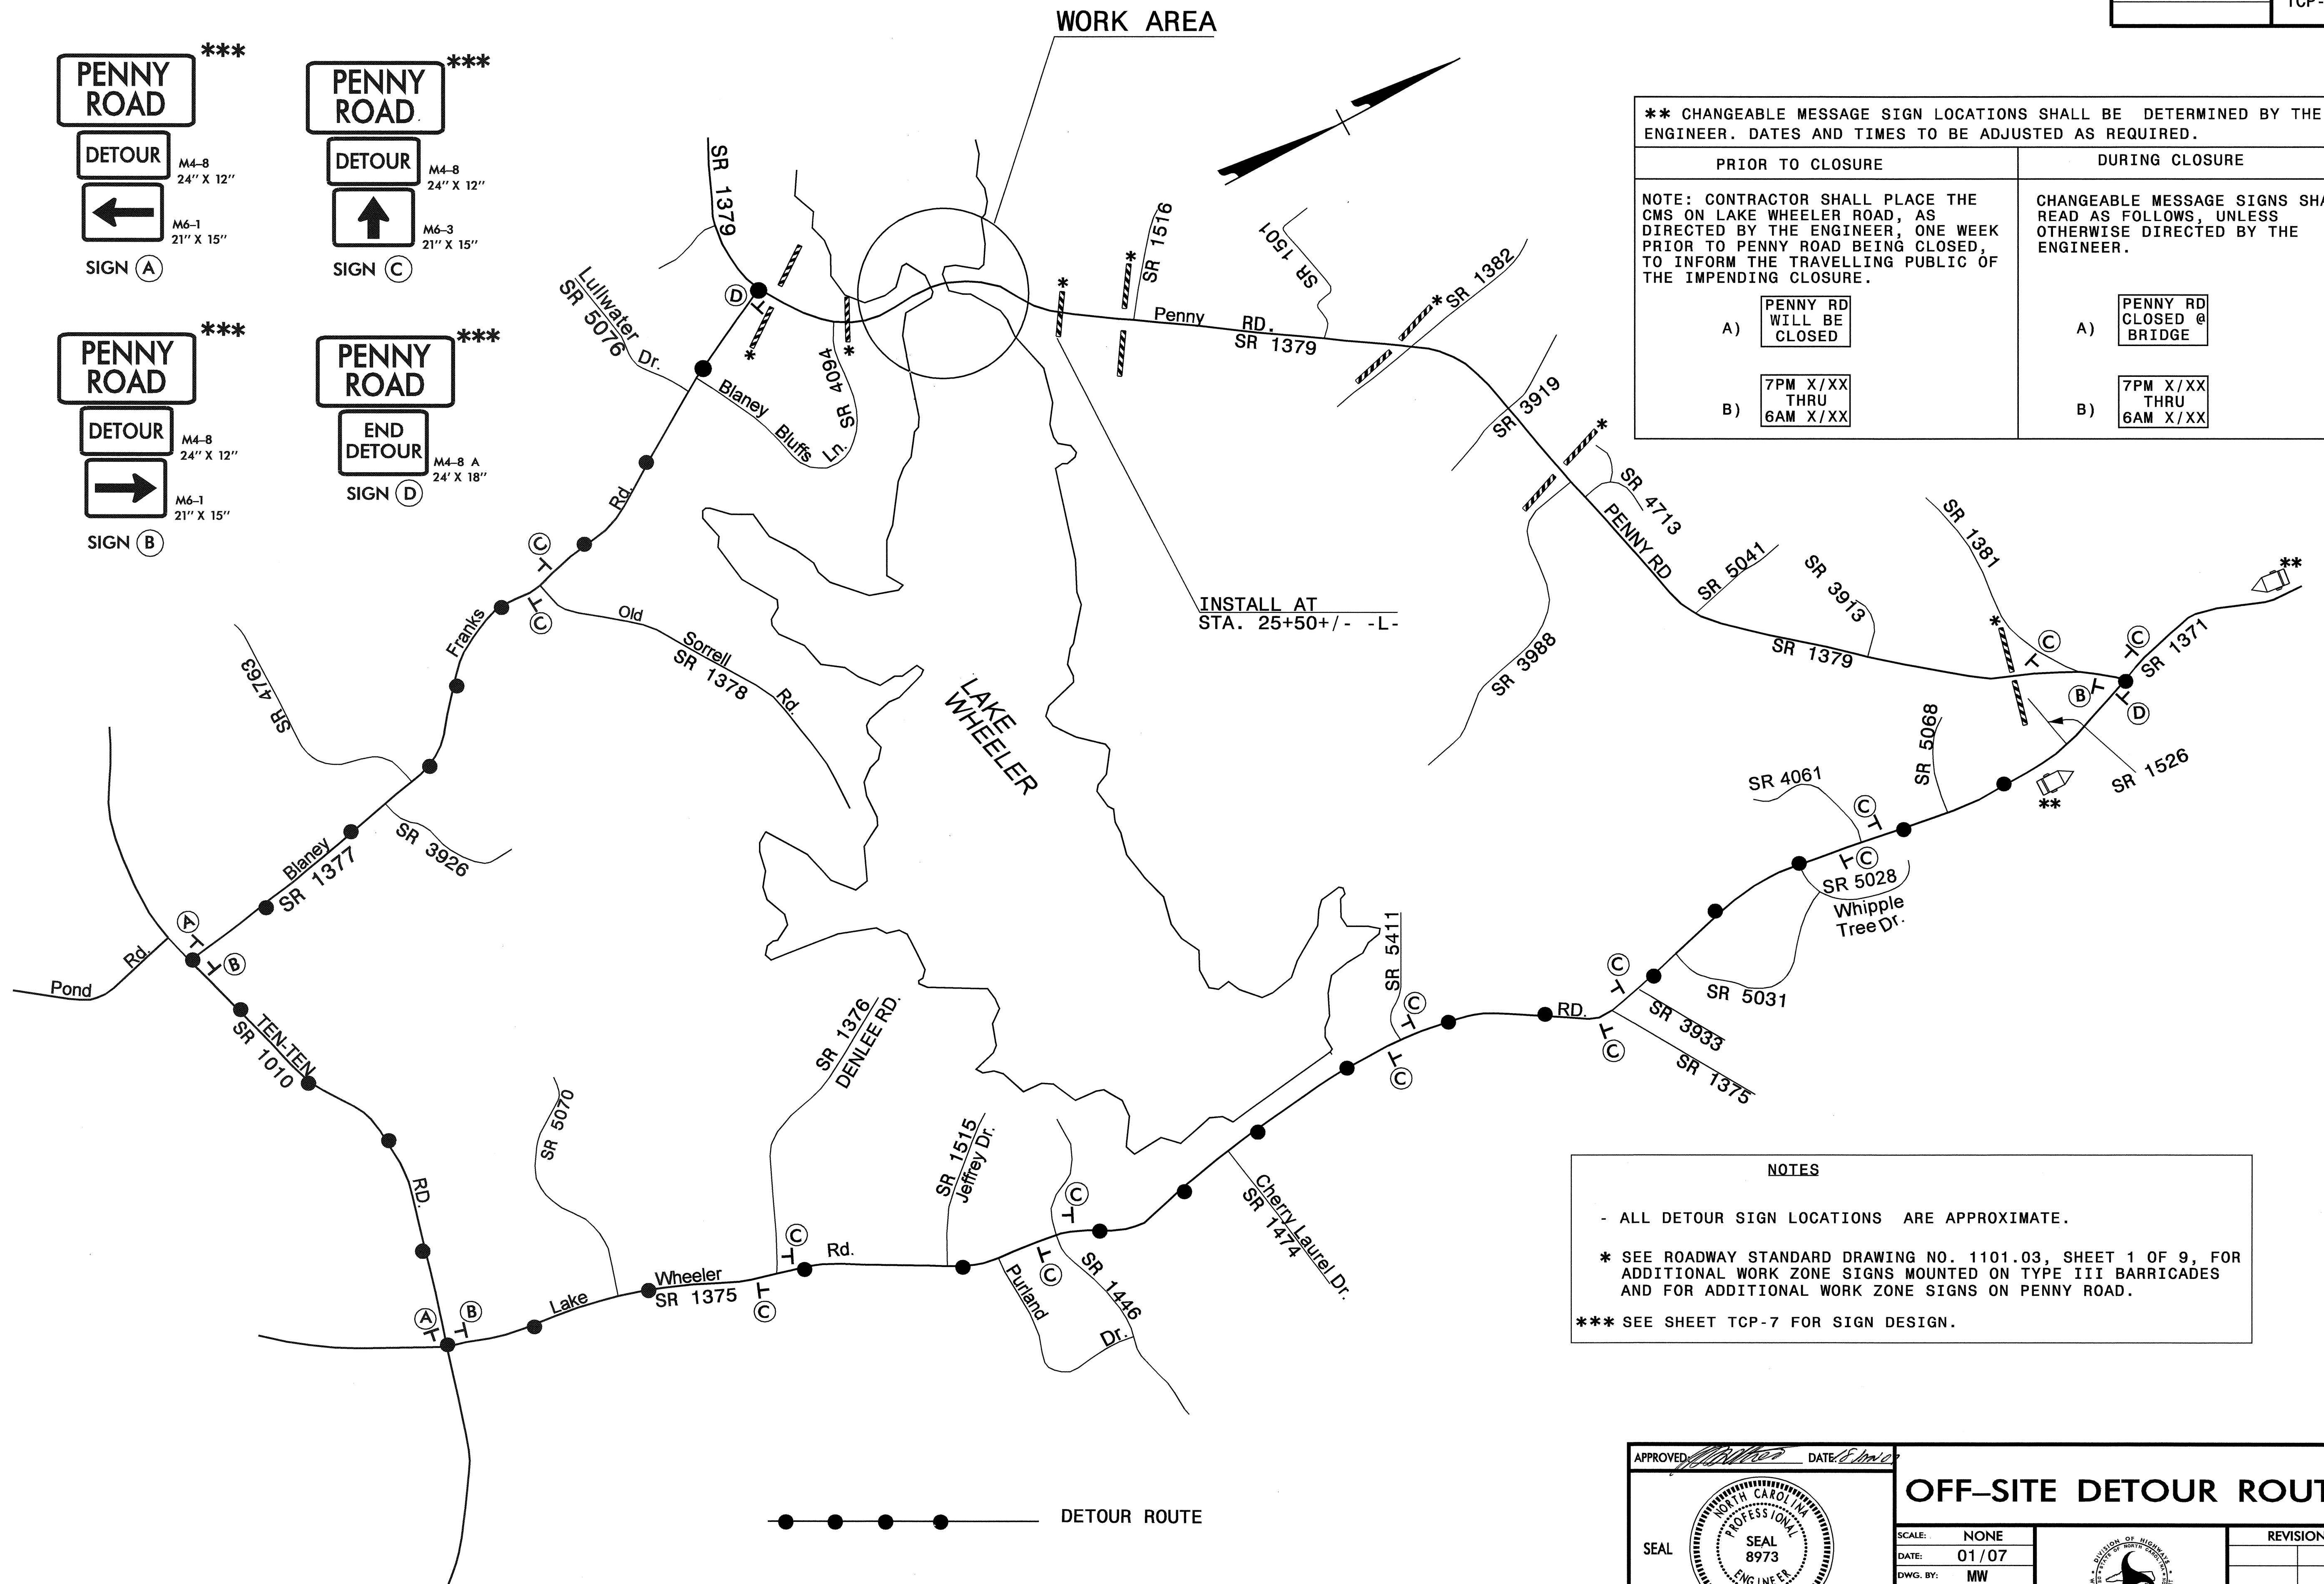 WORK AREA
TCP-
***
PENNY
ROAD
DETOUR
M4–8
24" X 12"
M6–1
21" X 15"
SIGN A
***
PENNY
ROAD
DETOUR
M4–8
24" X 12"
M6–3
21" X 15"
SIGN C
***
PENNY
ROAD
DETOUR
M4–8
24" X 12"
M6–1
21" X 15"
SIGN B
***
PENNY
ROAD
END
DETOUR
M4–8 A
24' X 18"
SIGN D
** CHANGEABLE MESSAGE SIGN LOCATIONS SHALL BE DETERMINED BY THE
ENGINEER. DATES AND TIMES TO BE ADJUSTED AS REQUIRED.
PRIOR TO CLOSURE
NOTE: CONTRACTOR SHALL PLACE THE
CMS ON LAKE WHEELER ROAD, AS
DIRECTED BY THE ENGINEER, ONE WEEK
PRIOR TO PENNY ROAD BEING CLOSED,
TO INFORM THE TRAVELLING PUBLIC OF
THE IMPENDING CLOSURE.
A)
PENNY RD
WILL BE
CLOSED
B)
7PM X/XX
THRU
6AM X/XX
DURING CLOSURE
CHANGEABLE MESSAGE SIGNS SHA
READ AS FOLLOWS, UNLESS
OTHERWISE DIRECTED BY THE
ENGINEER.
A)
PENNY RD
CLOSED @
BRIDGE
B)
7PM X/XX
THRU
6AM X/XX
SR 1379
D
*
*
*
*
Lullwater
Dr.
SR 5076
Blaney
Bluffs
Ln.
SR 4094
SR 1516
Penny
RD.
SR 1379
SR 1501
*
SR 1382
SR 3919
*
SR 4713
PENNY RD
SR 5041
SR 3913
SR 1381
SR 3988
SR 1379
*
C
C
**
SR 1371
B
D
SR 1526
**
SR 5068
SR 4061
C
C
SR 5028
Whipple
Tree Dr.
SR 5031
Rd.
C
C
Old
Sorrell
Rd.
SR 1378
Franks
SR 4763
SR 3926
Blaney
SR 1377
INSTALL AT
STA. 25+50+/- -L-
LAKE
WHEELER
A
B
Pond
Rd.
TEN-TEN
SR 1010
RD.
SR 5070
SR 1376
DENLEE RD.
SR 1515
Jeffrey Dr.
SR 5411
C
C
RD.
C
C
SR 3933
SR 1375
C
C
Cherry Laurel Dr.
SR 1474
SR 1446
Purland
Dr.
C
C
Rd.
Wheeler
SR 1375
Lake
A
B
NOTES
- ALL DETOUR SIGN LOCATIONS ARE APPROXIMATE.
* SEE ROADWAY STANDARD DRAWING NO. 1101.03, SHEET 1 OF 9, FOR
ADDITIONAL WORK ZONE SIGNS MOUNTED ON TYPE III BARRICADES
AND FOR ADDITIONAL WORK ZONE SIGNS ON PENNY ROAD.
*** SEE SHEET TCP-7 FOR SIGN DESIGN.
DETOUR ROUTE
APPROVED:
DATE:
SEAL
NORTH CAROLINA
PROFESSIONAL
SEAL
8973
ENGINEER
OFF–SITE DETOUR ROUT
SCALE: NONE
DATE: 01/07
DWG. BY: MW
DIVISION OF HIGHWAYS
STATE OF NORTH CAROLINA
REVISION